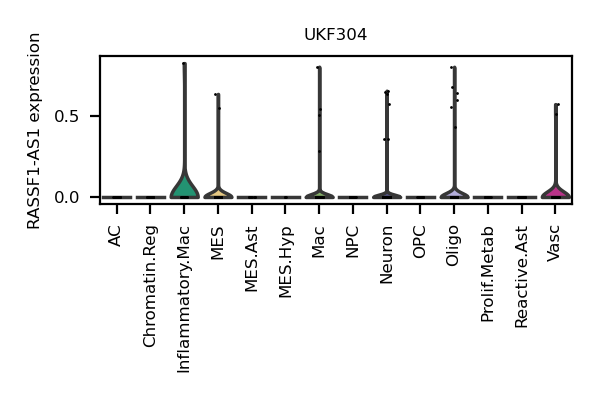 UKF304
RASSF1-AS1 expression
0.5
0.0
AC
Chromatin.Reg
Inflammatory.Mac
MES
MES.Ast
MES.Hyp
Mac
NPC
Neuron
OPC
Oligo
Prolif.Metab
Reactive.Ast
Vasc